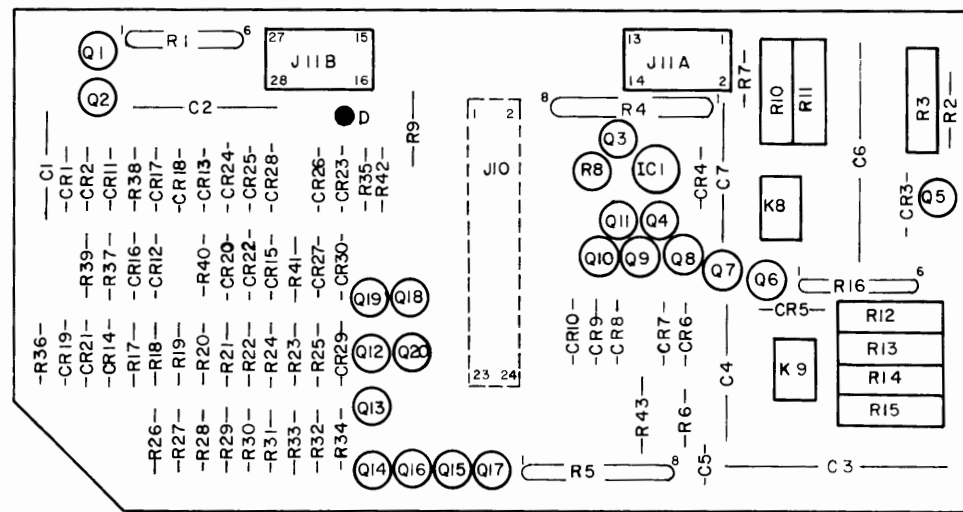 1 R1 6
Q1
Q2
27 15
J11B
28 16
C2
D
R9
1 2
J10
23 24
13 1
J11A
14 2
8 R4 1
R7
R10
R11
C6
R3
R2
Q3
R8
IC1
CR4
C7
K8
CR3
Q5
C1
CR1
CR2
CR11
R38
CR17
CR18
CR13
CR24
CR25
CR28
CR26
CR23
R35
R42
Q11
Q4
Q10
Q9
Q8
Q7
Q6
1 R16 6
CR5
R39
R37
CR16
CR12
R40
CR20
CR22
CR15
R41
CR27
CR30
Q19
Q18
CR10
CR9
CR8
CR7
CR6
R12
R13
R14
R15
K9
C4
R36
CR19
CR21
CR14
R17
R18
R19
R20
R21
R22
R24
R23
R25
CR29
Q12
Q20
Q13
R43
R6
R26
R27
R28
R29
R30
R31
R33
R32
R34
Q14
Q16
Q15
Q17
1 R5 8
C5
C3